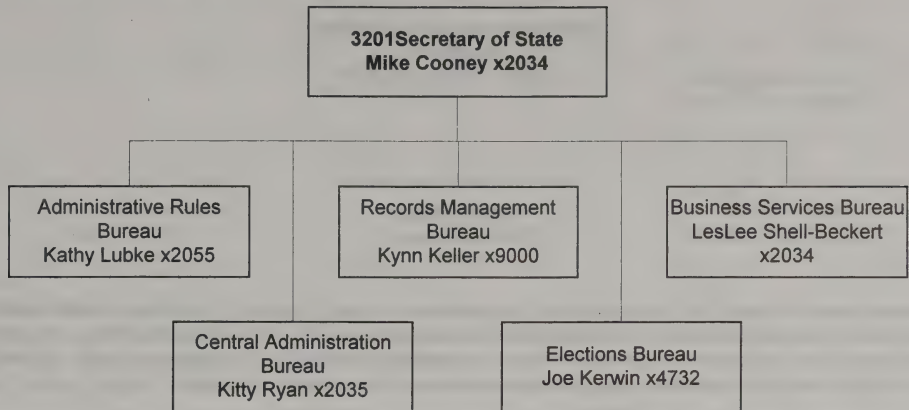 3201Secretary of State
Mike Cooney x2034
Administrative Rules
Bureau
Kathy Lubke x2055
Records Management
Bureau
Kynn Keller x9000
Business Services Bureau
LesLee Shell-Beckert
x2034
Central Administration
Bureau
Kitty Ryan x2035
Elections Bureau
Joe Kerwin x4732